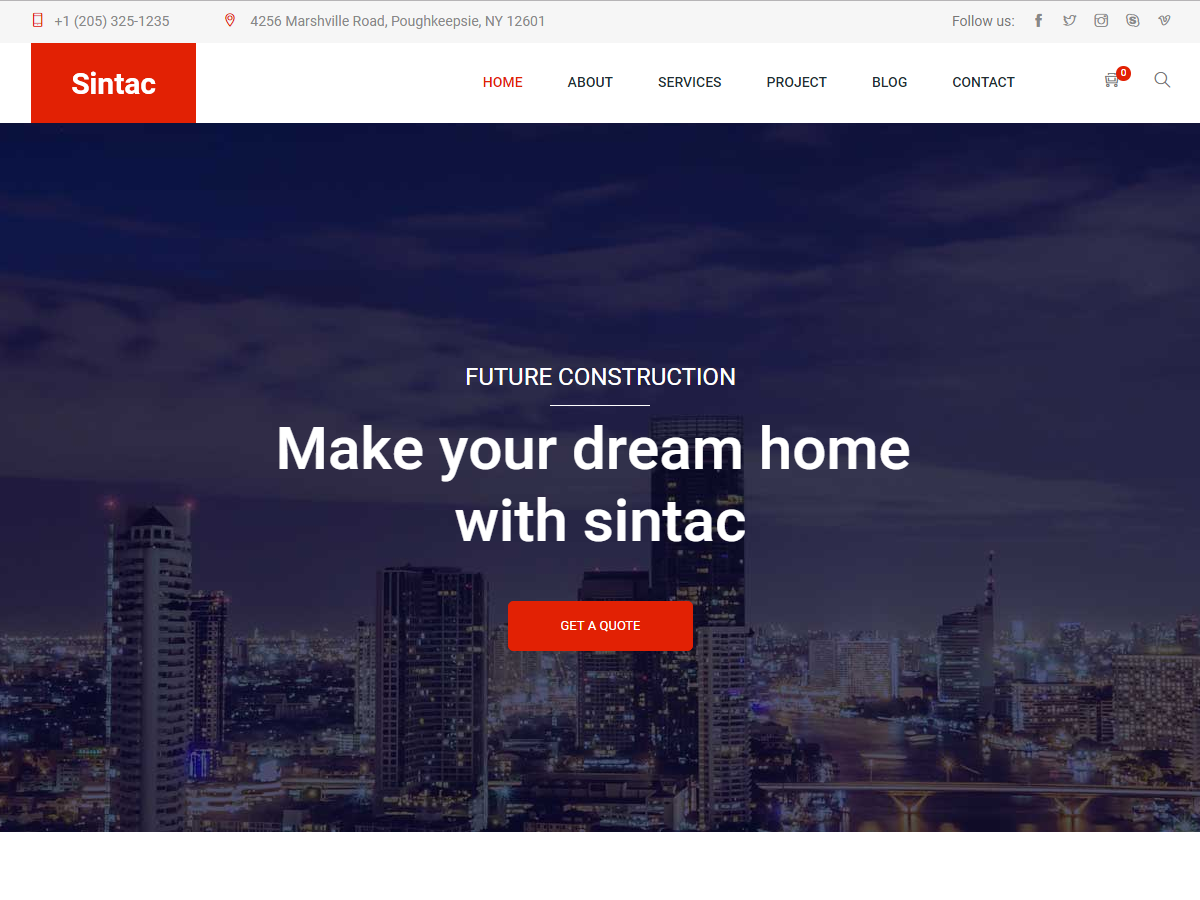 +1 (205) 325-1235
4256 Marshville Road, Poughkeepsie, NY 12601
Follow us:
Sintac
HOME
ABOUT
SERVICES
PROJECT
BLOG
CONTACT
0
FUTURE CONSTRUCTION
Make your dream home
with sintac
GET A QUOTE